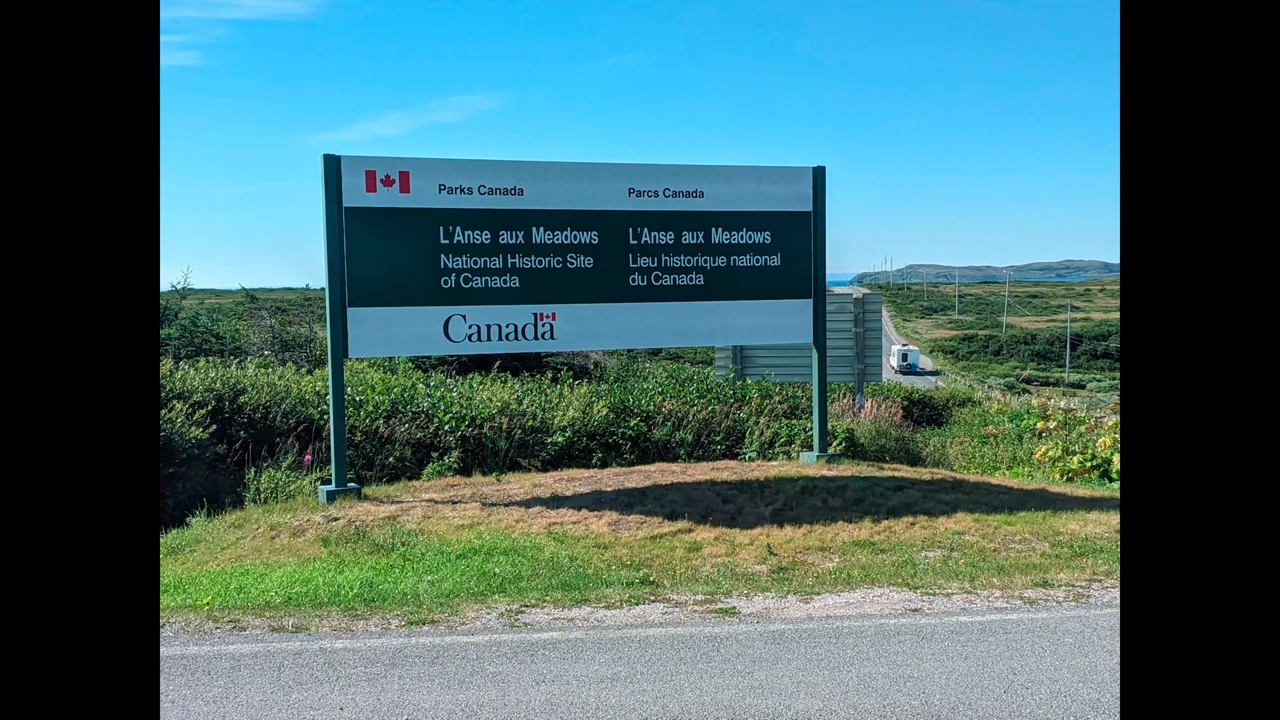 Parks Canada
Parcs Canada
L'Anse aux Meadows
National Historic Site
of Canada
L'Anse aux Meadows
Lieu historique national
du Canada
Canada